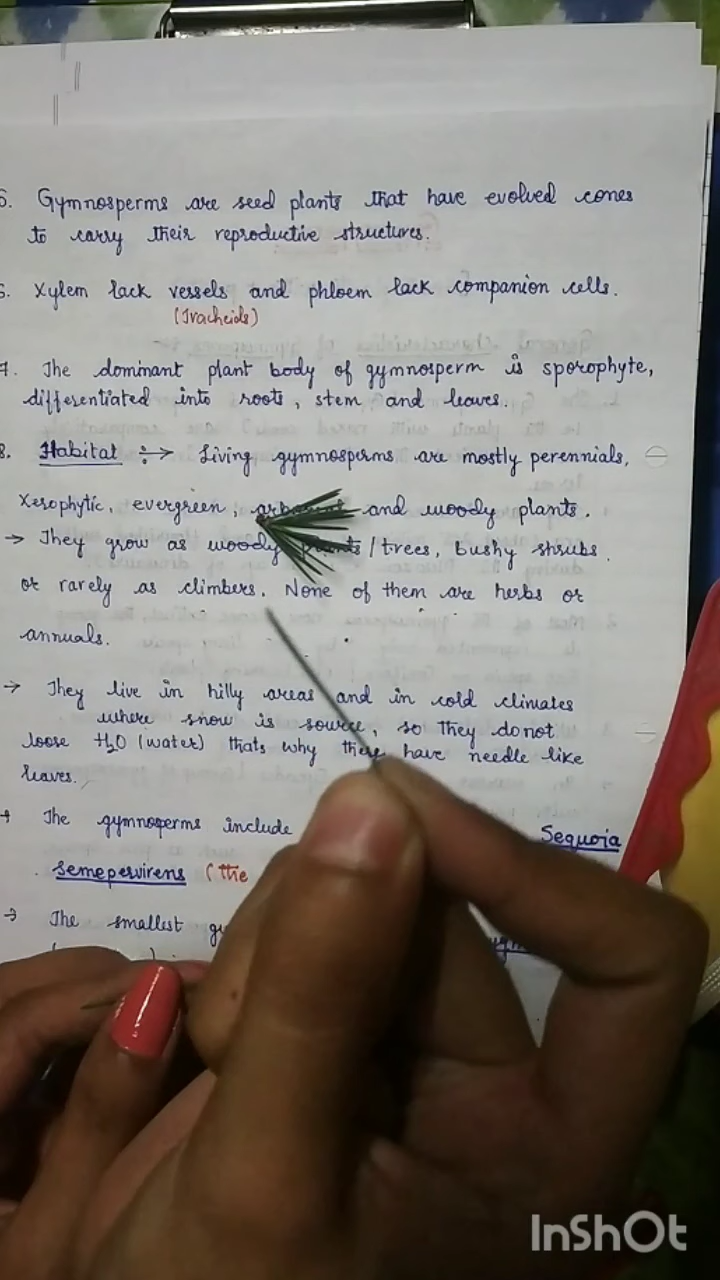 Gymnosperms are seed plants that have evolved cones
to carry their reproductive structures.
Xylem lack vessels and phloem lack companion cells.
(Tracheids)
7. The dominant plant body of gymnosperm is sporophyte,
differentiated into roots, stem and leaves.
8. Habitat ÷→ Living gymnosperms are mostly perennials,
Xerophytic, evergreen, and woody plants.
→ They grow as woody plants/trees, bushy shrubs
or rarely as climbers. None of them are herbs or
annuals.
→ They live in hilly areas and in cold climates
where snow is source, so they donot
loose H2O (water) thats why they have needle like
leaves.
→ The gymnosperms include Sequoia
semepervirens (the
→ The smallest
InShOt